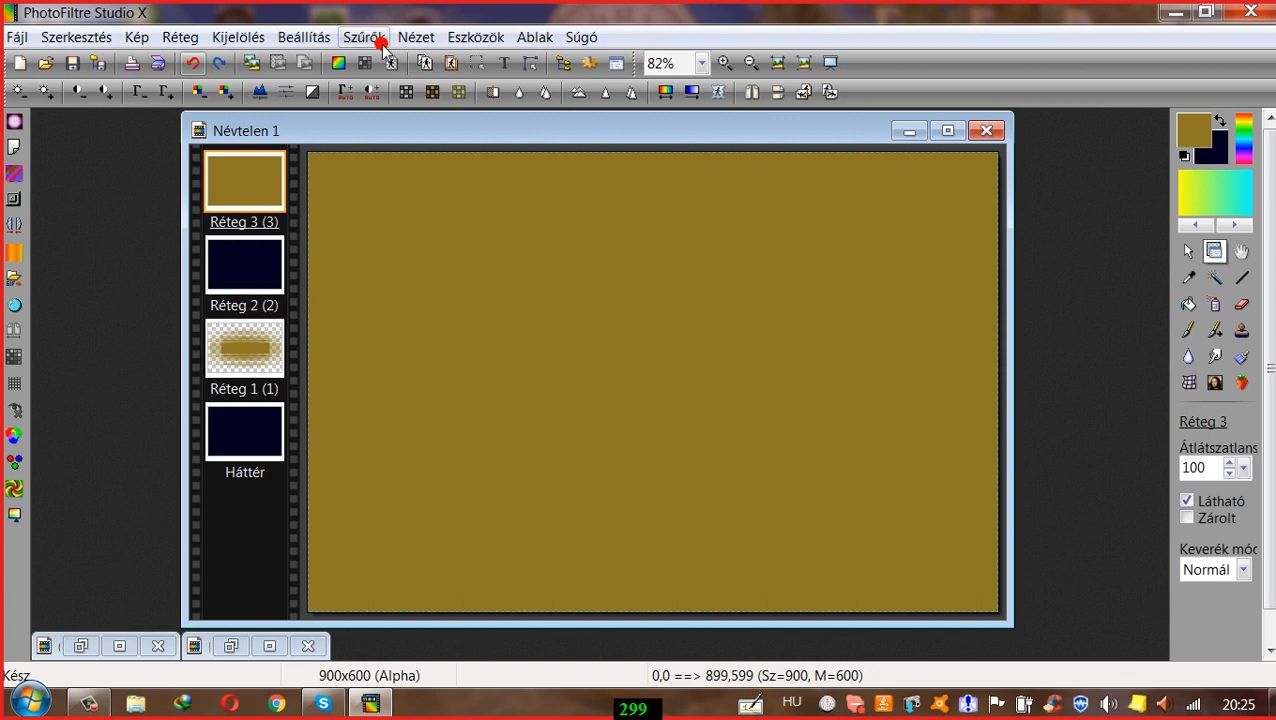 PhotoFiltre Studio X
Fájl Szerkesztés Kép Réteg Kijelölés Beállítás Szűrők Nézet Eszközök Ablak Súgó
82%
AUTO AUTO
Névtelen 1
Réteg 3 (3)
Réteg 2 (2)
Réteg 1 (1)
Háttér
Réteg 3
Átlátszatlans
100
Látható
Zárolt
Keverék móc
Normál
Kész
900x600 (Alpha)
0,0 ==> 899,599 (Sz=900, M=600)
299
HU
20:25